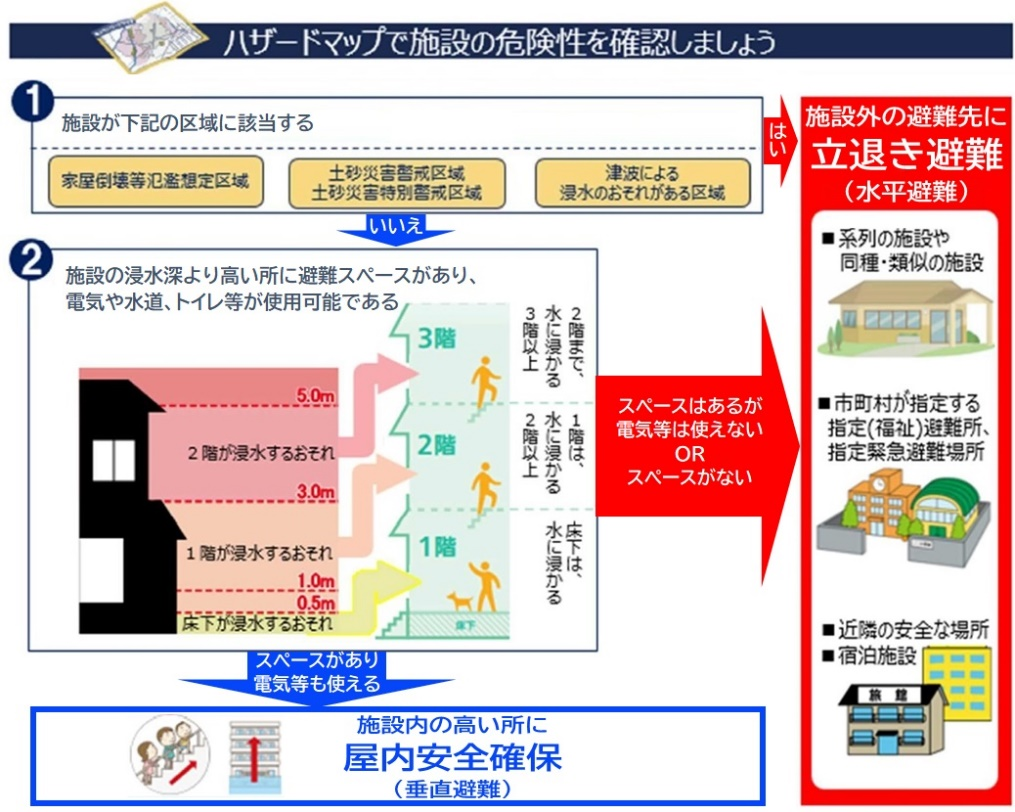 ハザードマップで施設の危険性を確認しましょう
1
施設が下記の区域に該当する
家屋倒壊等氾濫想定区域
土砂災害警戒区域
土砂災害特別警戒区域
津波による
浸水のおそれがある区域
はい
いいえ
2
施設の浸水深より高い所に避難スペースがあり、
電気や水道、トイレ等が使用可能である
5.0m
2階が浸水するおそれ
3.0m
1階が浸水するおそれ
1.0m
0.5m
床下が浸水するおそれ
3階
2階
1階
床下
2階まで、
水に浸かる
3階以上
1階は、
水に浸かる
2階以上
床下は、
水に浸かる
スペースはあるが
電気等は使えない
OR
スペースがない
スペースがあり
電気等も使える
施設内の高い所に
屋内安全確保
(垂直避難)
施設外の避難先に
立退き避難
(水平避難)
■系列の施設や
同種・類似の施設
■市町村が指定する
指定(福祉)避難所、
指定緊急避難場所
■近隣の安全な場所
■宿泊施設
旅館